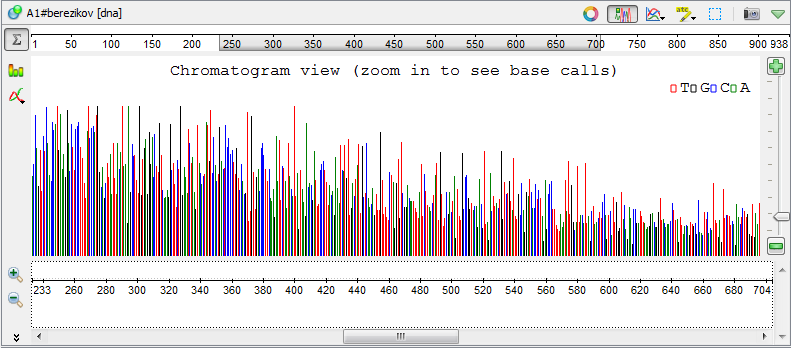 A1#berezikov [dna]
Σ 1 50 100 150 200 250 300 350 400 450 500 550 600 650 700 750 800 850 900 938
Chromatogram view (zoom in to see base calls)
T G C A
233 260 280 300 320 340 360 380 400 420 440 460 480 500 520 540 560 580 600 620 640 660 680 704